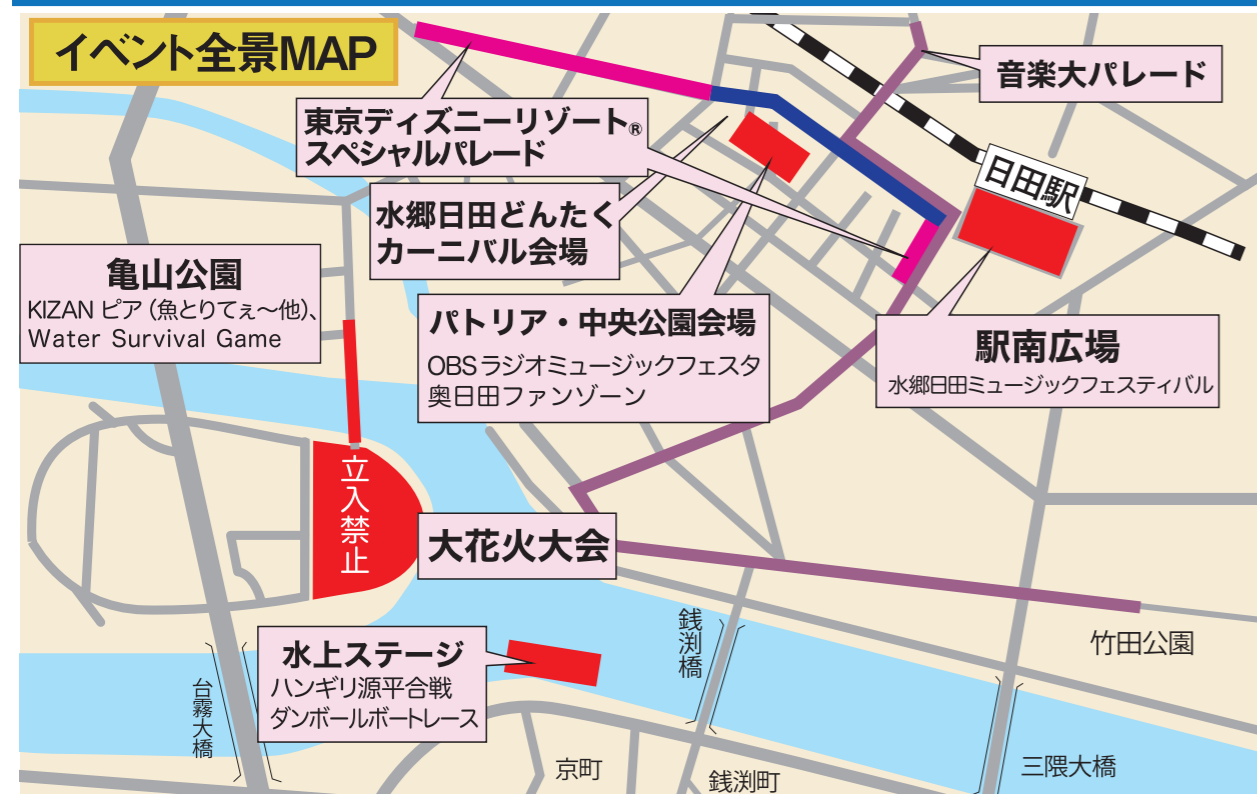 イベント全景MAP
音楽大パレード
東京ディズニーリゾート®
スペシャルパレード
日田駅
水郷日田どんたく
カーニバル会場
亀山公園
KIZAN ピア（魚とりてぇ〜他）、
Water Survival Game
パトリア・中央公園会場
OBSラジオミュージックフェスタ
奥日田ファンゾーン
駅南広場
水郷日田ミュージックフェスティバル
立入禁止
大花火大会
水上ステージ
ハンギリ源平合戦
ダンボールボートレース
銭渕橋
竹田公園
台霧大橋
京町
銭渕町
三隈大橋